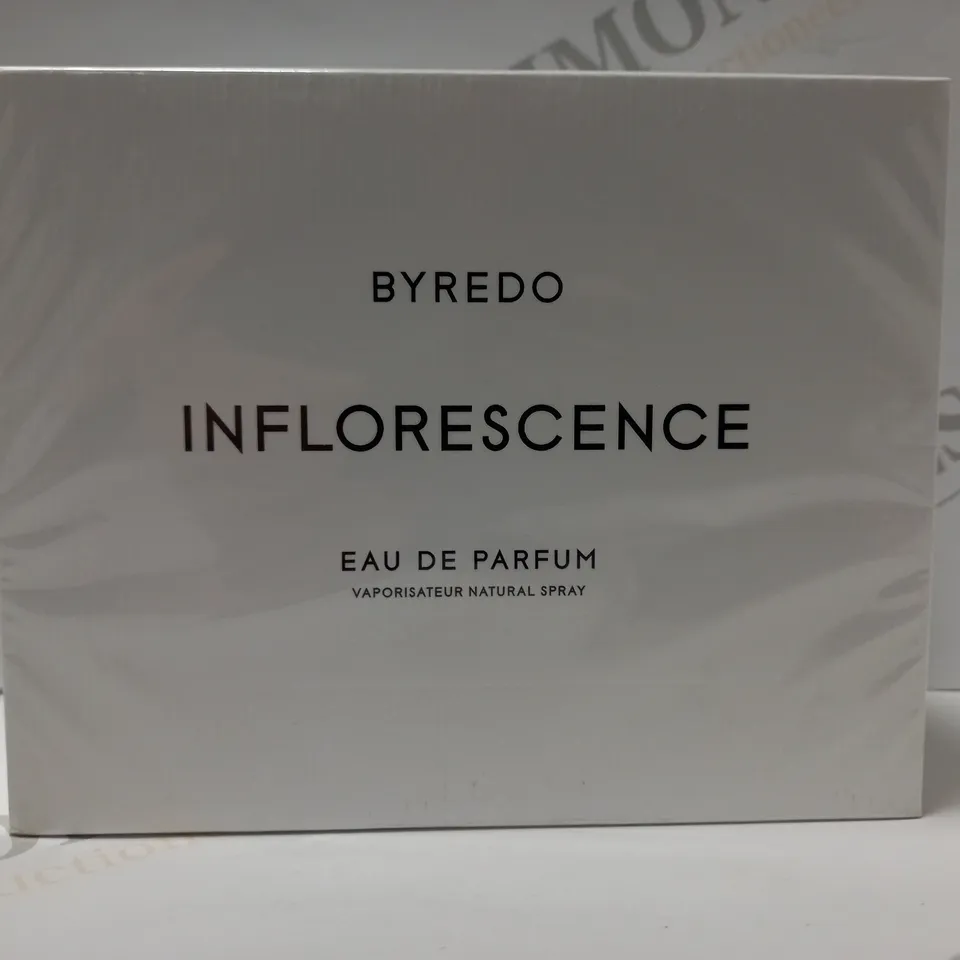 BYREDO
INFLORESCENCE
EAU DE PARFUM
VAPORISATEUR NATURAL SPRAY